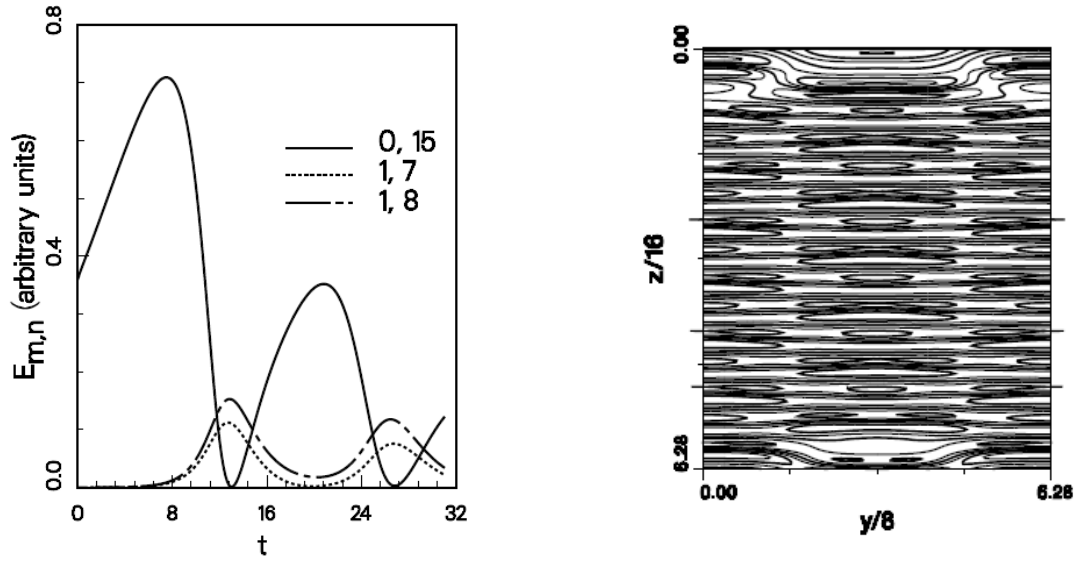 0.8
0.4
0.0
E_{m,n} (arbitrary units)
0, 15
1, 7
1, 8
0 8 16 24 32
t
0.00
z/16
6.28
0.00 6.28
y/8